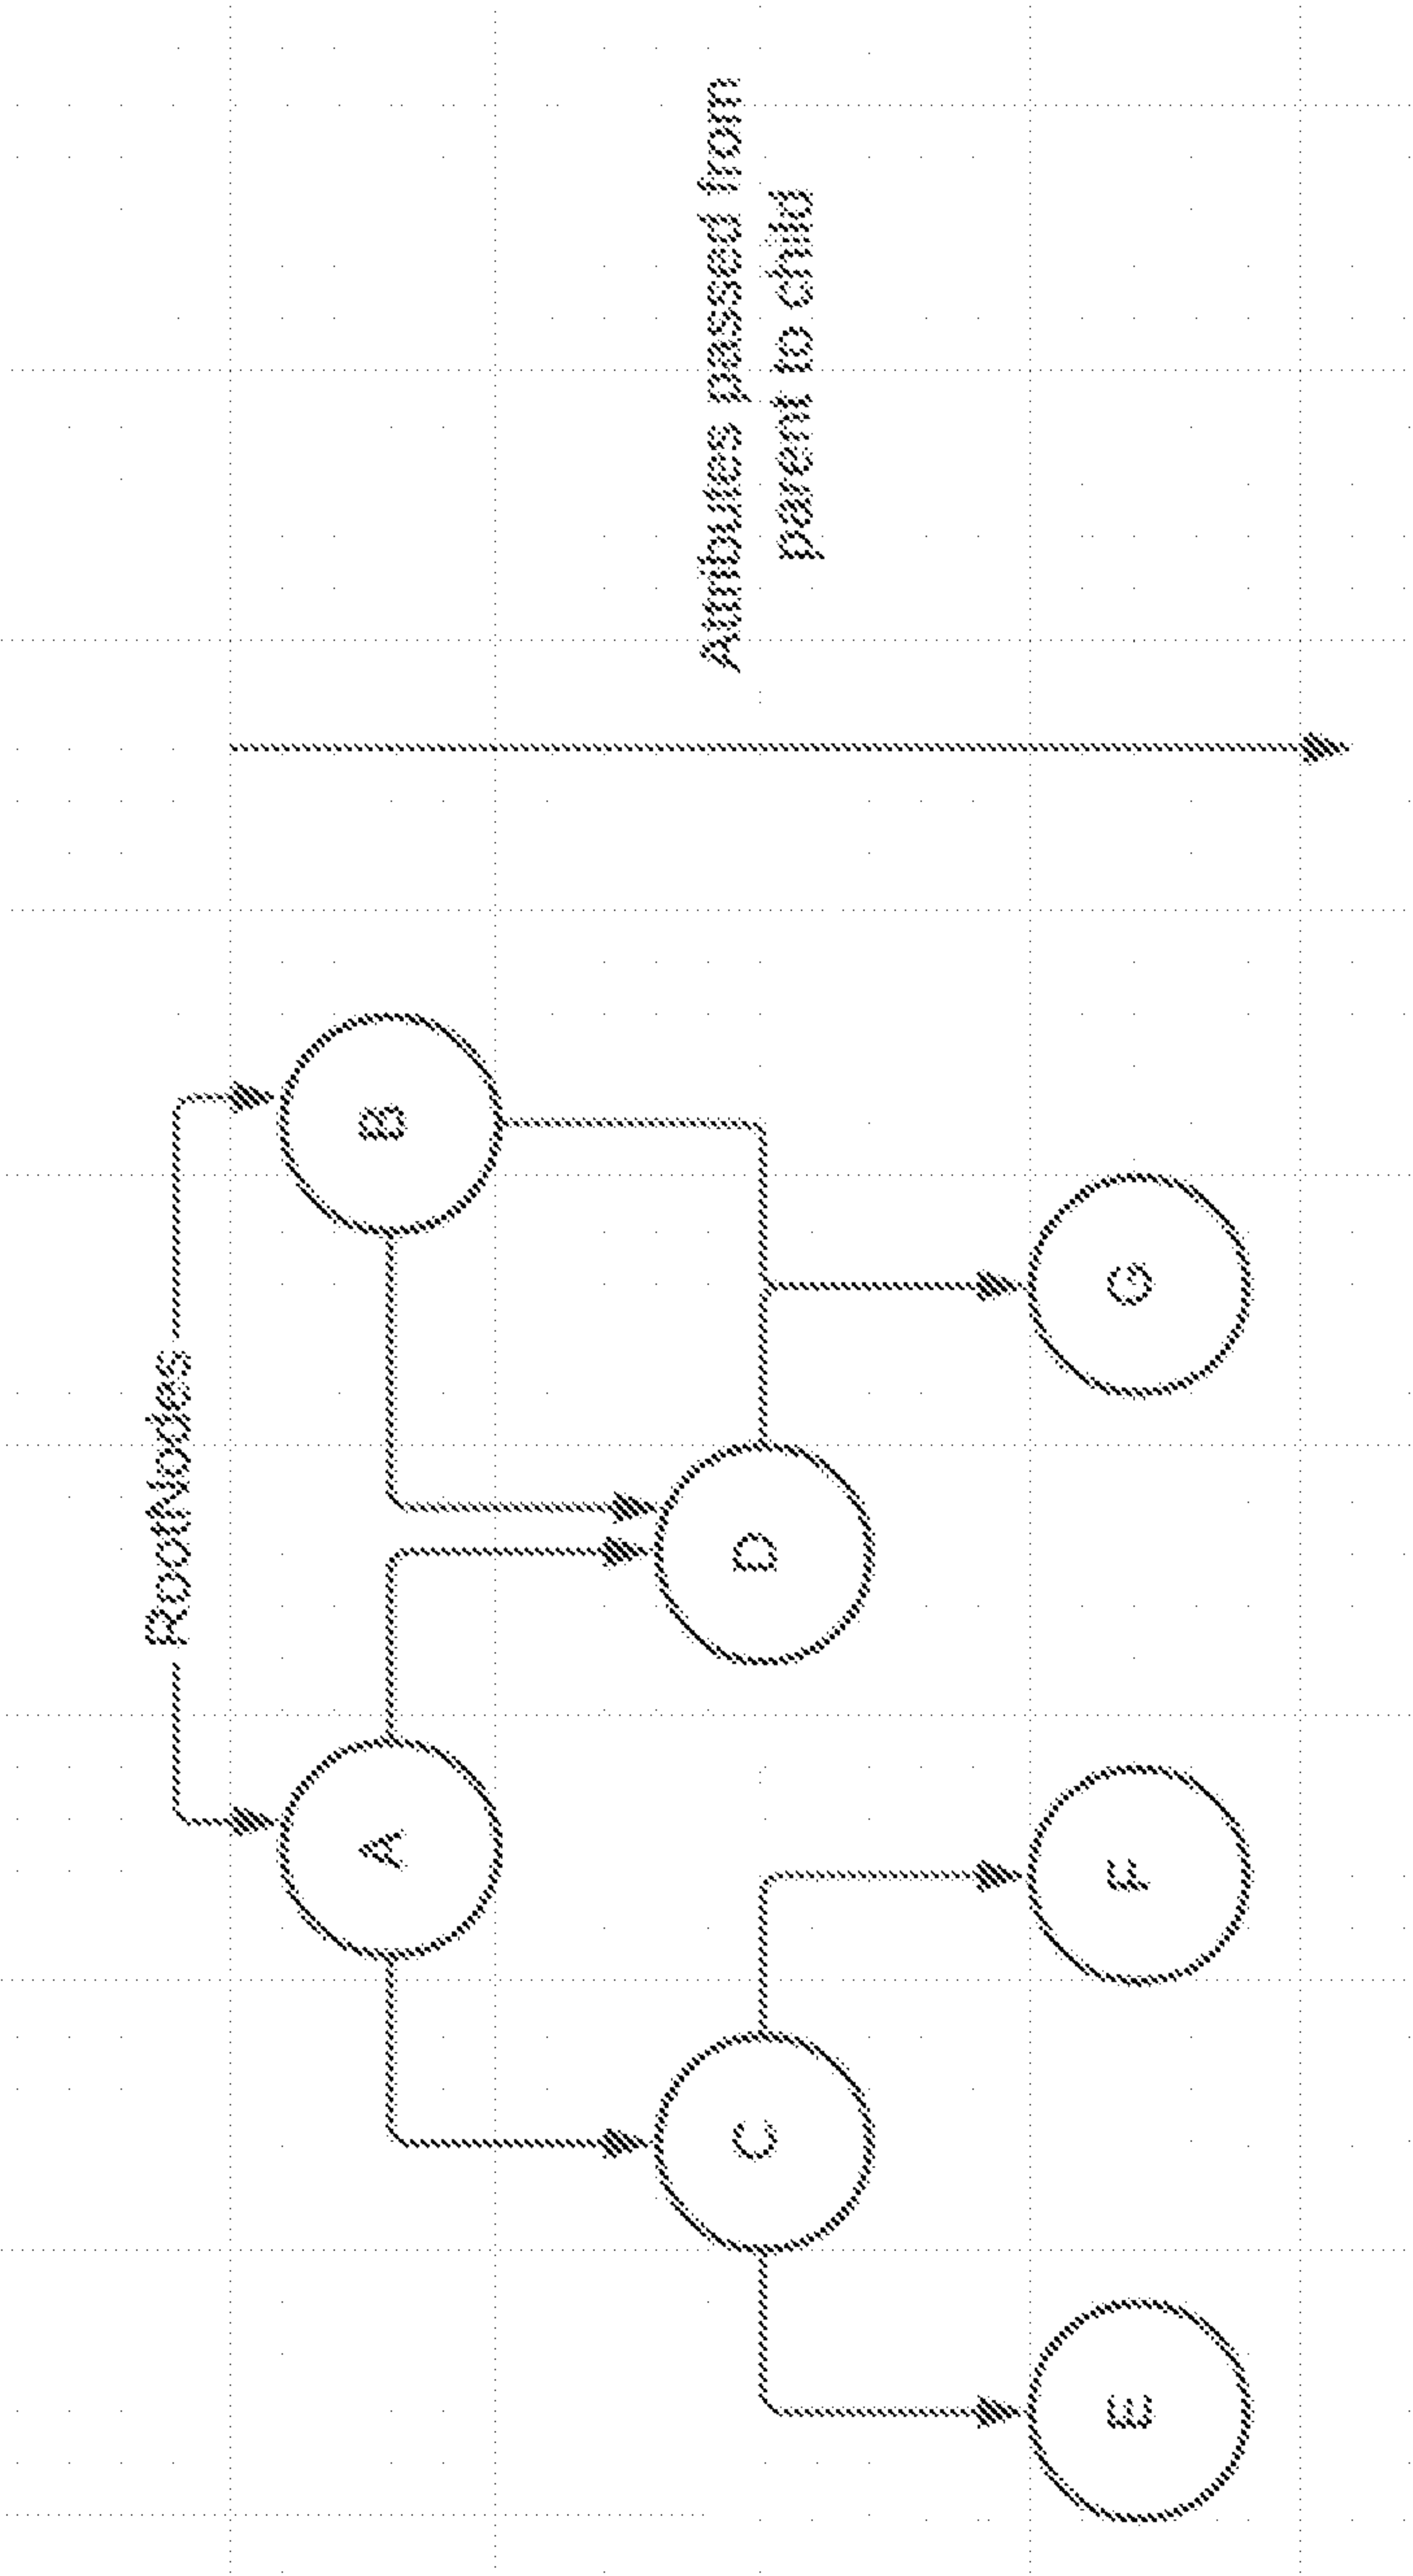 RootNodes
A
B
C
D
E
F
G
Attributes passed from
parent to child